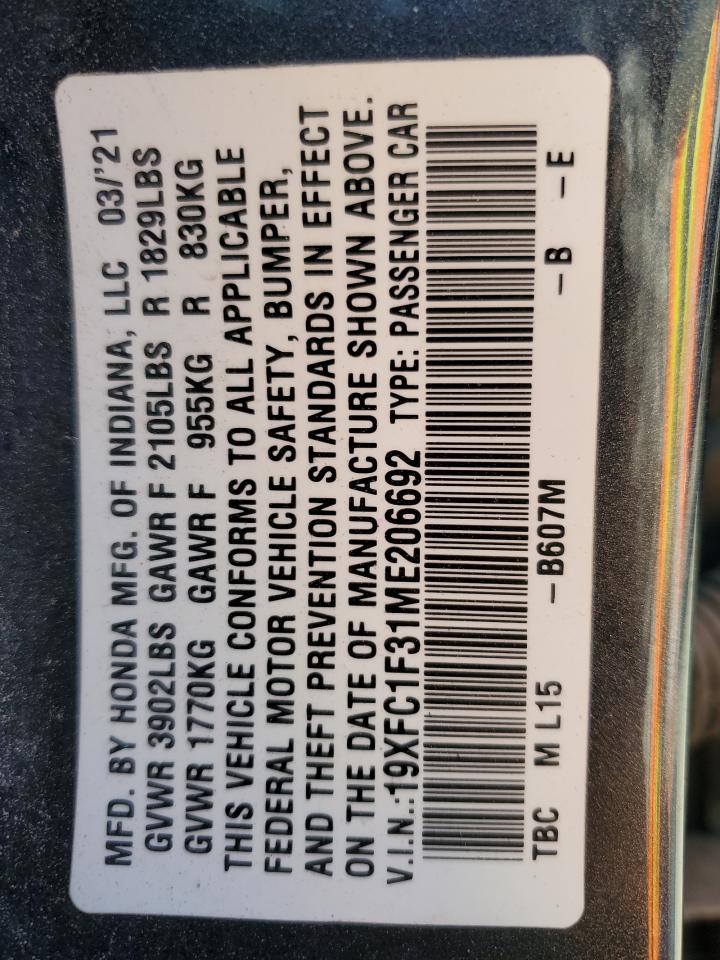 MFD. BY HONDA MFG. OF INDIANA, LLC 03/'21
GVWR 3902LBS GAWR F 2105LBS R 1829LBS
GVWR 1770KG GAWR F 955KG R 830KG
THIS VEHICLE CONFORMS TO ALL APPLICABLE
FEDERAL MOTOR VEHICLE SAFETY, BUMPER,
AND THEFT PREVENTION STANDARDS IN EFFECT
ON THE DATE OF MANUFACTURE SHOWN ABOVE.
V.I.N.:19XFC1F31ME206692 TYPE: PASSENGER CAR
TBC M L15 -B607M -B -E